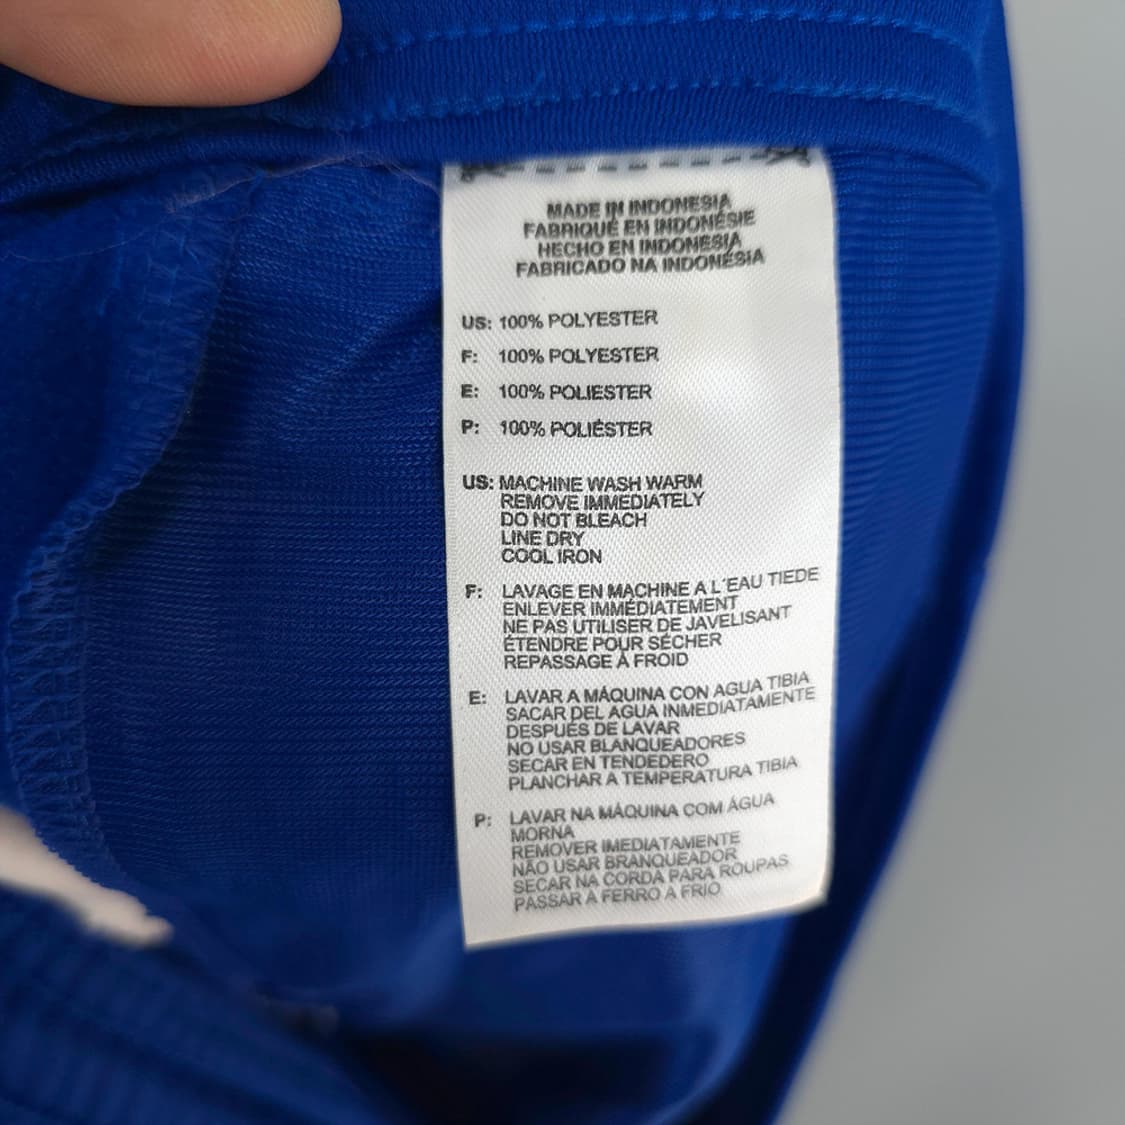 MADE IN INDONESIA
FABRIQUÉ EN INDONÉSIE
HECHO EN INDONESIA
FABRICADO NA INDONÉSIA
US: 100% POLYESTER
F: 100% POLYESTER
E: 100% POLIESTER
P: 100% POLIÉSTER
US: MACHINE WASH WARM
REMOVE IMMEDIATELY
DO NOT BLEACH
LINE DRY
COOL IRON
F: LAVAGE EN MACHINE A L´EAU TIEDE
ENLEVER IMMÉDIATEMENT
NE PAS UTILISER DE JAVELISANT
ÉTENDRE POUR SÉCHER
REPASSAGE À FROID
E: LAVAR A MÁQUINA CON AGUA TIBIA
SACAR DEL AGUA INMEDIATAMENTE
DESPUÉS DE LAVAR
NO USAR BLANQUEADORES
SECAR EN TENDEDERO
PLANCHAR A TEMPERATURA TIBIA
P: LAVAR NA MÁQUINA COM ÁGUA
MORNA
REMOVER IMEDIATAMENTE
NÃO USAR BRANQUEADOR
SECAR NA CORDA PARA ROUPAS
PASSAR A FERRO A FRIO